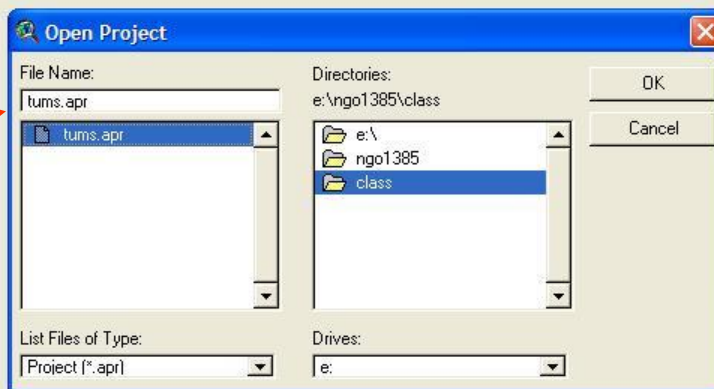 Open Project
File Name:
tums.apr
tums.apr
List Files of Type:
Project (*.apr)
Directories:
e:\ngo1385\class
e:\
ngo1385
class
Drives:
e:
OK
Cancel